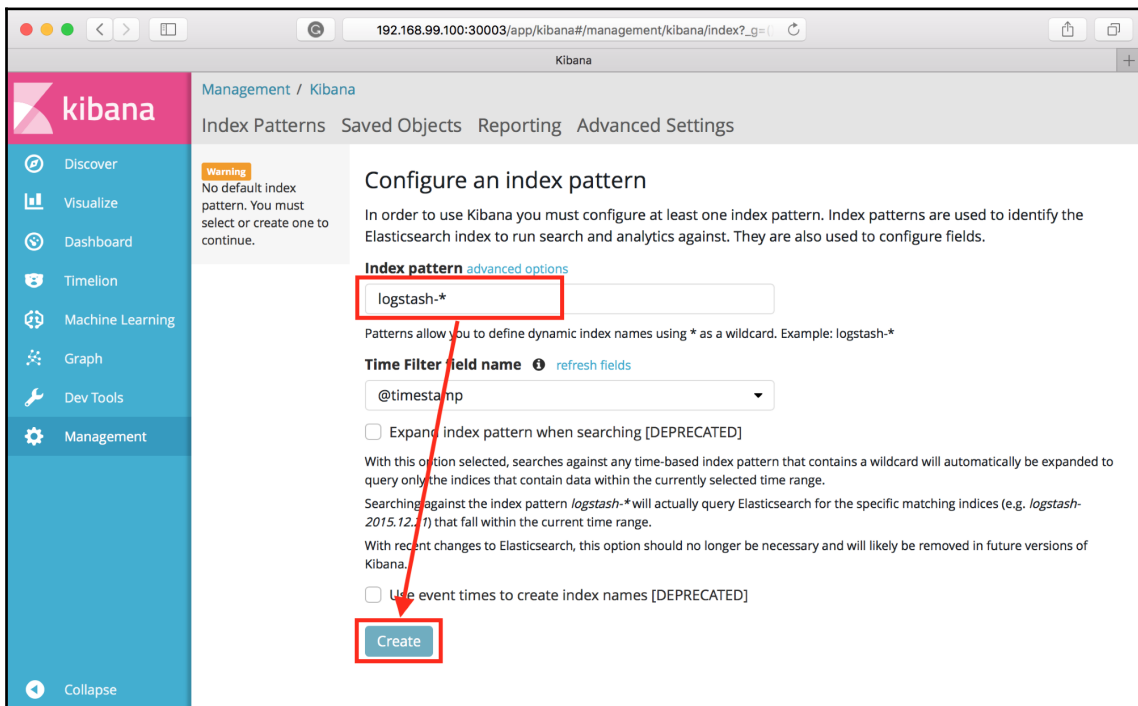 192.168.99.100:30003/app/kibana#/management/kibana/index?_g=(
Kibana
kibana
Discover
Visualize
Dashboard
Timelion
Machine Learning
Graph
Dev Tools
Management
Collapse
Management / Kibana
Index Patterns Saved Objects Reporting Advanced Settings
Warning
No default index
pattern. You must
select or create one to
continue.
Configure an index pattern
In order to use Kibana you must configure at least one index pattern. Index patterns are used to identify the
Elasticsearch index to run search and analytics against. They are also used to configure fields.
Index pattern advanced options
logstash-*
Patterns allow you to define dynamic index names using * as a wildcard. Example: logstash-*
Time Filter field name refresh fields
@timestamp
Expand index pattern when searching [DEPRECATED]
With this option selected, searches against any time-based index pattern that contains a wildcard will automatically be expanded to
query only the indices that contain data within the currently selected time range.
Searching against the index pattern logstash-* will actually query Elasticsearch for the specific matching indices (e.g. logstash-
2015.12.21) that fall within the current time range.
With recent changes to Elasticsearch, this option should no longer be necessary and will likely be removed in future versions of
Kibana.
Use event times to create index names [DEPRECATED]
Create